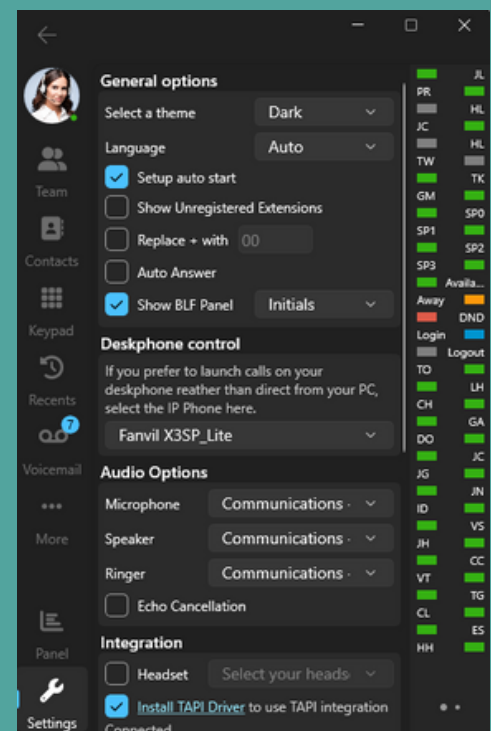 General options
Select a theme Dark
Language Auto
Setup auto start
Show Unregistered Extensions
Replace + with 00
Auto Answer
Show BLF Panel Initials
Deskphone control
If you prefer to launch calls on your
deskphone reather than direct from your PC,
select the IP Phone here.
Fanvil X3SP_Lite
Audio Options
Microphone Communications -
Speaker Communications -
Ringer Communications -
Echo Cancellation
Integration
Headset Select your heads
Install TAPI Driver to use TAPI integration
Connected
Team
Contacts
Keypad
Recents
7
Voicemail
More
Panel
Settings
JL
PR
HL
JC
HL
TW
TK
GM
SP0
SP1
SP2
SP3
Availa...
Away
DND
Login
Logout
TO
LH
CH
GA
DO
JC
JG
JN
ID
VS
JH
CC
VT
TG
CL
ES
HH